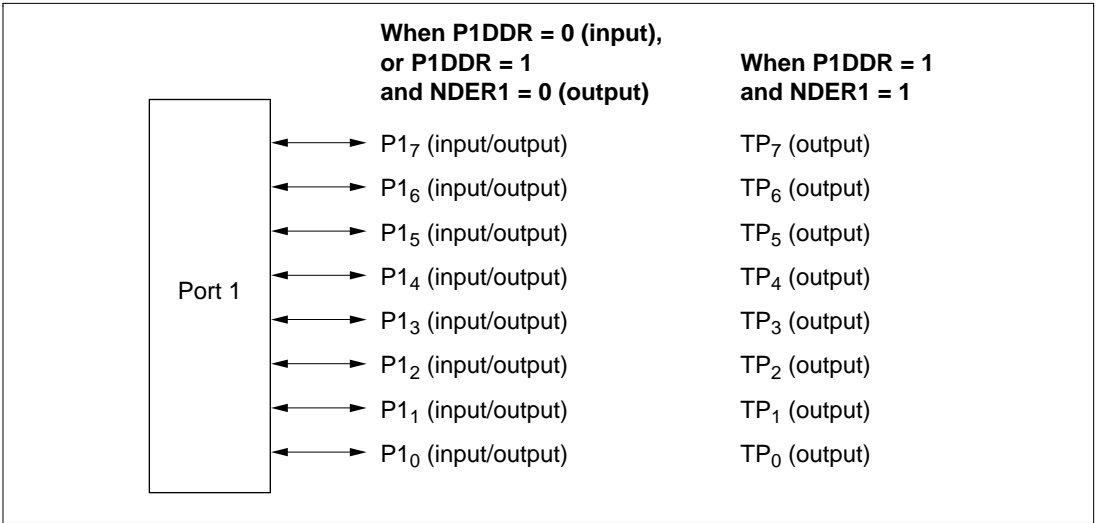 When P1DDR = 0 (input),
or P1DDR = 1
and NDER1 = 0 (output)
When P1DDR = 1
and NDER1 = 1
Port 1
P1₇ (input/output) TP₇ (output)
P1₆ (input/output) TP₆ (output)
P1₅ (input/output) TP₅ (output)
P1₄ (input/output) TP₄ (output)
P1₃ (input/output) TP₃ (output)
P1₂ (input/output) TP₂ (output)
P1₁ (input/output) TP₁ (output)
P1₀ (input/output) TP₀ (output)